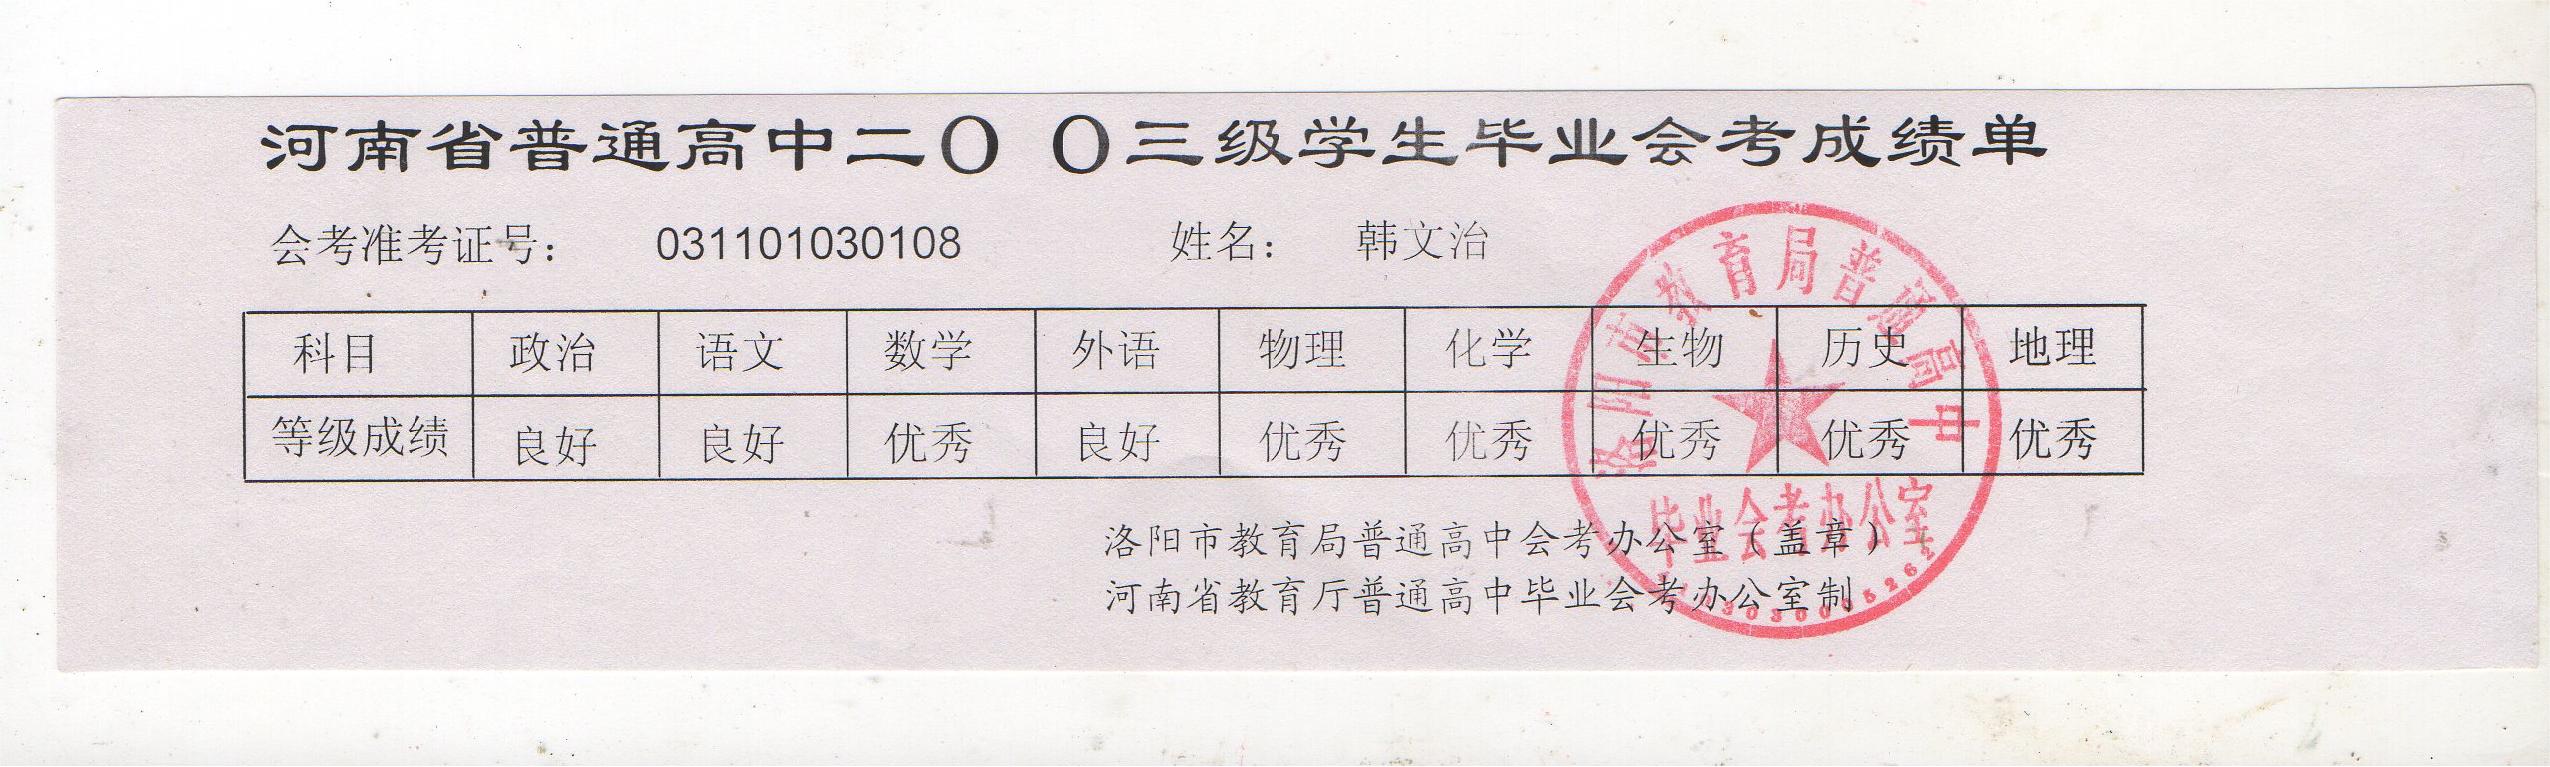 河南省普通高中二〇〇三级学生毕业会考成绩单
会考准考证号： 031101030108 姓名： 韩文治
科目 政治 语文 数学 外语 物理 化学 生物 历史 地理
等级成绩 良好 良好 优秀 良好 优秀 优秀 优秀 优秀 优秀
洛阳市教育局普通高中会考办公室（盖章）
河南省教育厅普通高中毕业会考办公室制
洛阳市教育局普通高中
毕业会考办公室